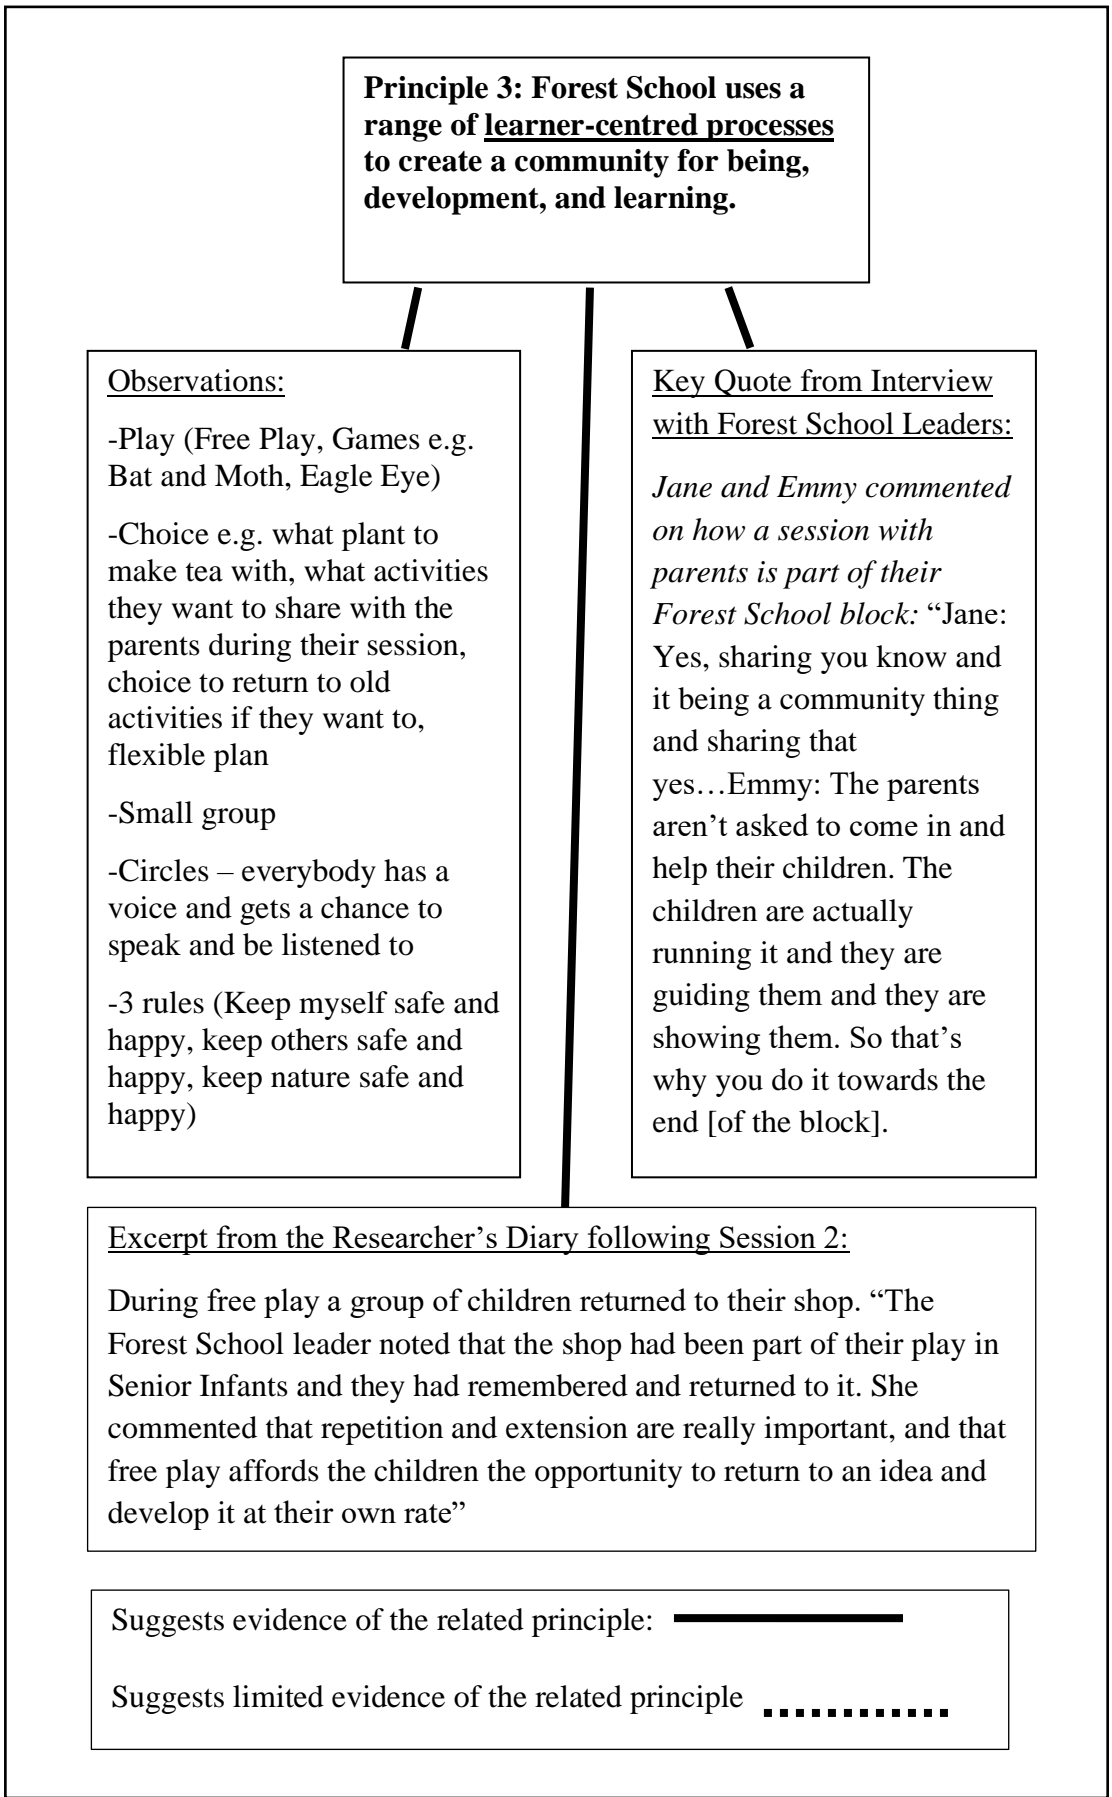 Principle 3: Forest School uses a
range of learner-centred processes
to create a community for being,
development, and learning.
Observations:
-Play (Free Play, Games e.g.
Bat and Moth, Eagle Eye)
-Choice e.g. what plant to
make tea with, what activities
they want to share with the
parents during their session,
choice to return to old
activities if they want to,
flexible plan
-Small group
-Circles – everybody has a
voice and gets a chance to
speak and be listened to
-3 rules (Keep myself safe and
happy, keep others safe and
happy, keep nature safe and
happy)
Key Quote from Interview
with Forest School Leaders:
Jane and Emmy commented
on how a session with
parents is part of their
Forest School block: “Jane:
Yes, sharing you know and
it being a community thing
and sharing that
yes…Emmy: The parents
aren’t asked to come in and
help their children. The
children are actually
running it and they are
guiding them and they are
showing them. So that’s
why you do it towards the
end [of the block].
Excerpt from the Researcher’s Diary following Session 2:
During free play a group of children returned to their shop. “The
Forest School leader noted that the shop had been part of their play in
Senior Infants and they had remembered and returned to it. She
commented that repetition and extension are really important, and that
free play affords the children the opportunity to return to an idea and
develop it at their own rate”
Suggests evidence of the related principle:
Suggests limited evidence of the related principle